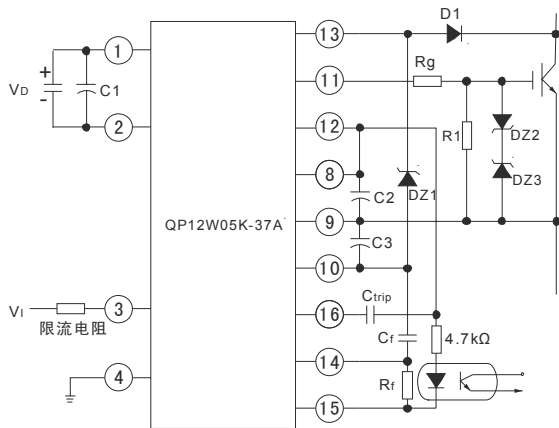 D1
13
1
Rg
11
+
VD
C1
-
12
R1
DZ2
2
8
DZ3
DZ1
C2
QP12W05K-37A
9
C3
10
Ctrip
VI
3
16
限流电阻
Cf
4.7kΩ
14
4
Rf
15